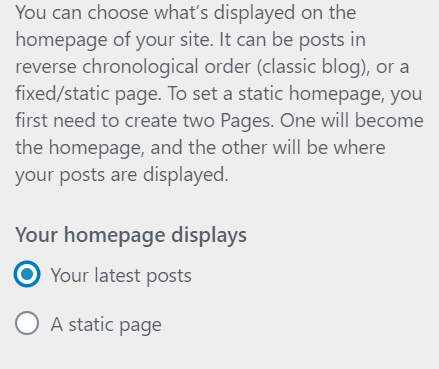 You can choose what’s displayed on the
homepage of your site. It can be posts in
reverse chronological order (classic blog), or a
fixed/static page. To set a static homepage, you
first need to create two Pages. One will become
the homepage, and the other will be where
your posts are displayed.
Your homepage displays
Your latest posts
A static page